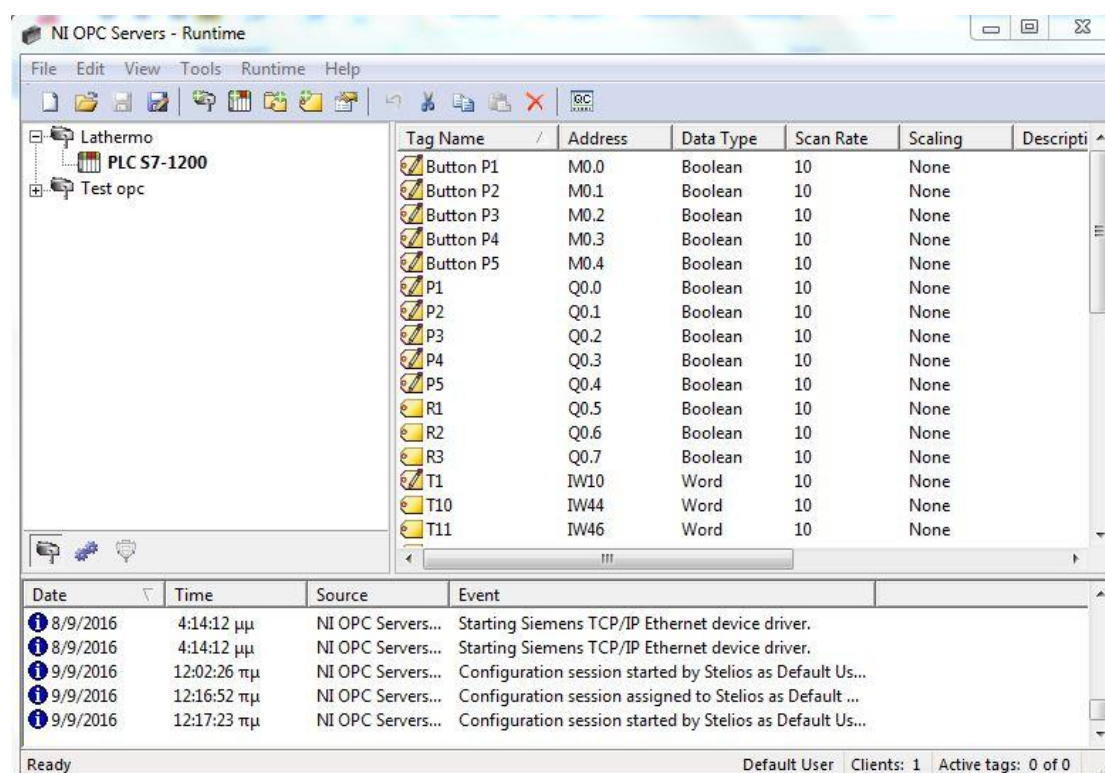 NI OPC Servers - Runtime
File Edit View Tools Runtime Help
Lathermo
PLC S7-1200
Test opc
Tag Name Address Data Type Scan Rate Scaling Descripti
Button P1 M0.0 Boolean 10 None
Button P2 M0.1 Boolean 10 None
Button P3 M0.2 Boolean 10 None
Button P4 M0.3 Boolean 10 None
Button P5 M0.4 Boolean 10 None
P1 Q0.0 Boolean 10 None
P2 Q0.1 Boolean 10 None
P3 Q0.2 Boolean 10 None
P4 Q0.3 Boolean 10 None
P5 Q0.4 Boolean 10 None
R1 Q0.5 Boolean 10 None
R2 Q0.6 Boolean 10 None
R3 Q0.7 Boolean 10 None
T1 IW10 Word 10 None
T10 IW44 Word 10 None
T11 IW46 Word 10 None
Date Time Source Event
8/9/2016 4:14:12 μμ NI OPC Servers... Starting Siemens TCP/IP Ethernet device driver.
8/9/2016 4:14:12 μμ NI OPC Servers... Starting Siemens TCP/IP Ethernet device driver.
9/9/2016 12:02:26 πμ NI OPC Servers... Configuration session started by Stelios as Default Us...
9/9/2016 12:16:52 πμ NI OPC Servers... Configuration session assigned to Stelios as Default ...
9/9/2016 12:17:23 πμ NI OPC Servers... Configuration session started by Stelios as Default Us...
Ready Default User Clients: 1 Active tags: 0 of 0